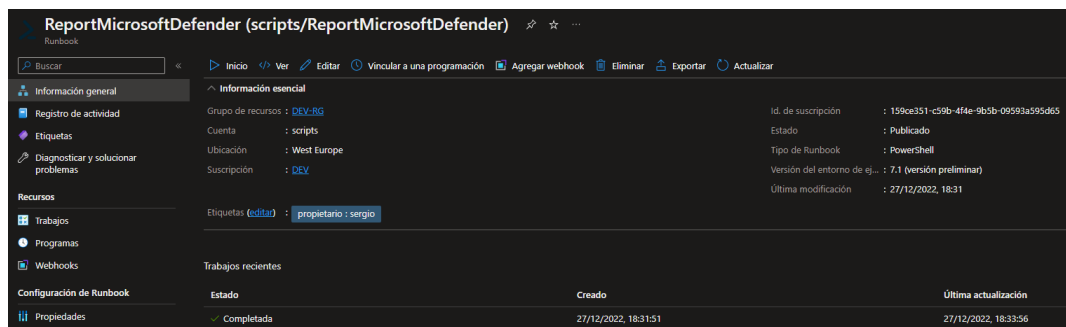 ReportMicrosoftDefender (scripts/ReportMicrosoftDefender)
Runbook
Buscar
Inicio Ver Editar Vincular a una programación Agregar webhook Eliminar Exportar Actualizar
Información general
Registro de actividad
Etiquetas
Diagnosticar y solucionar
problemas
Recursos
Trabajos
Programas
Webhooks
Configuración de Runbook
Propiedades
Información esencial
Grupo de recursos : DEV-RG
Cuenta : scripts
Ubicación : West Europe
Suscripción : DEV
Id. de suscripción : 159ce351-c59b-4f4e-9b5b-09593a595d65
Estado : Publicado
Tipo de Runbook : PowerShell
Versión del entorno de ej... : 7.1 (versión preliminar)
Última modificación : 27/12/2022, 18:31
Etiquetas (editar) : propietario : sergio
Trabajos recientes
Estado Creado Última actualización
Completada 27/12/2022, 18:31:51 27/12/2022, 18:33:56